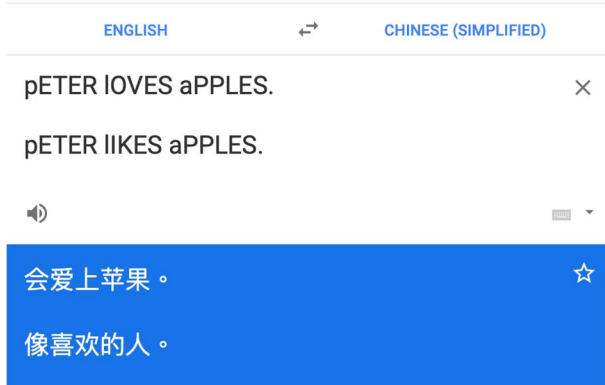 ENGLISH CHINESE (SIMPLIFIED)
pETER lOVES aPPLES.
pETER lIKES aPPLES.
会爱上苹果。
像喜欢的人。